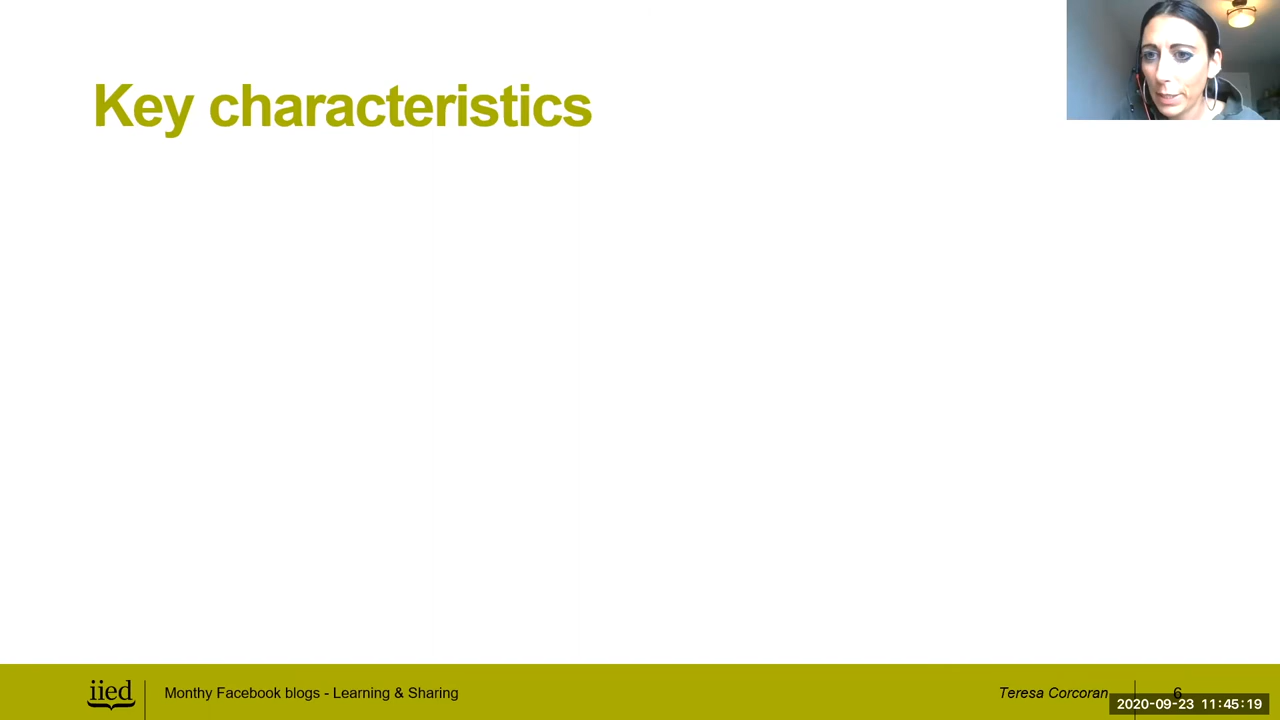 Key characteristics
iied
Monthy Facebook blogs - Learning & Sharing
Teresa Corcoran
6
2020-09-23 11:45:19